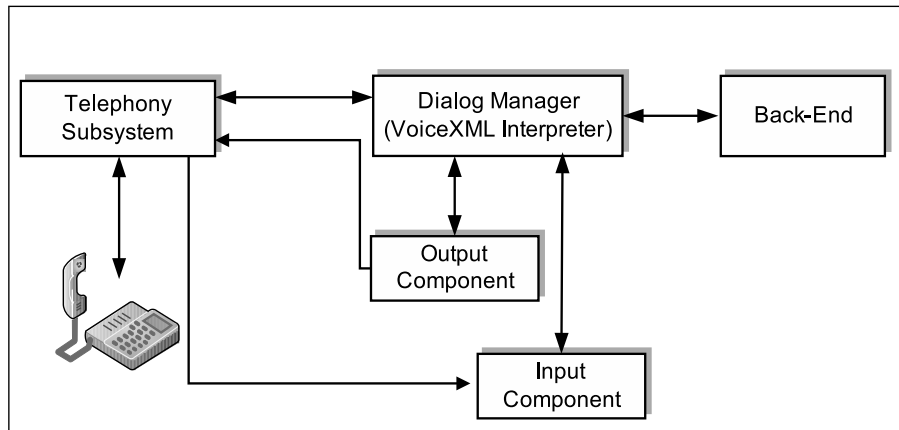 Telephony
Subsystem
Dialog Manager
(VoiceXML Interpreter)
Back-End
Output
Component
Input
Component